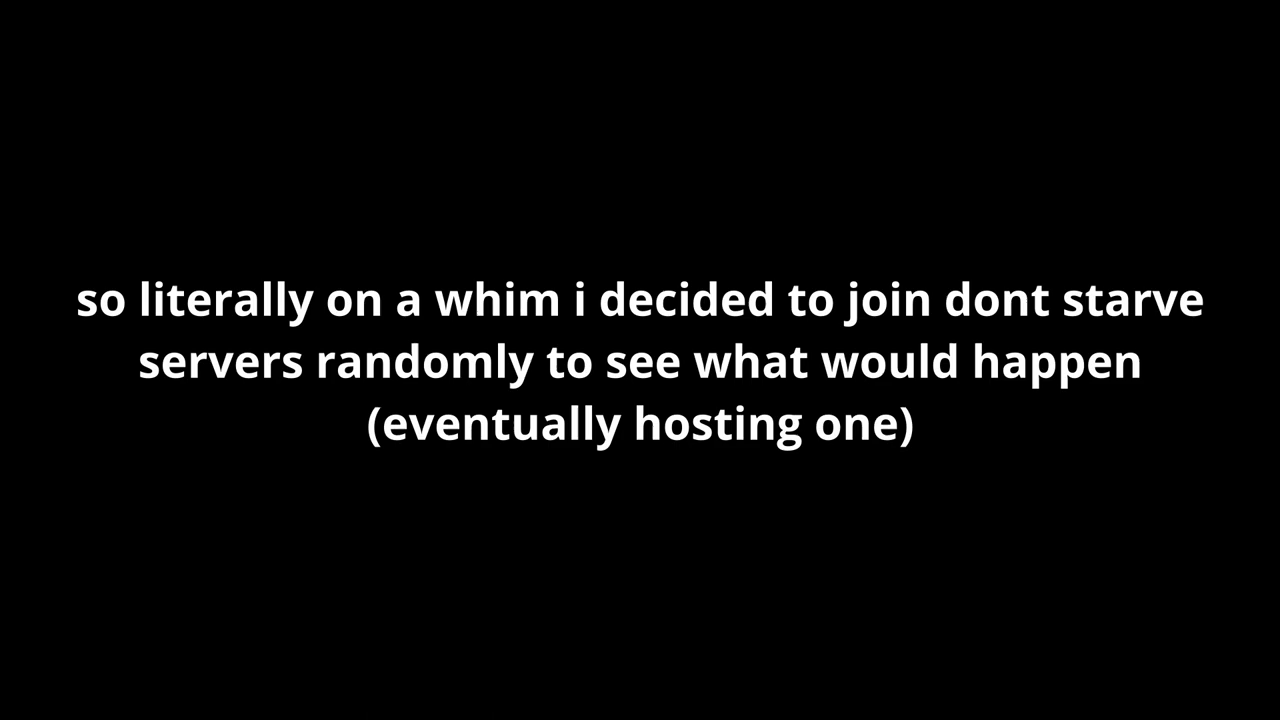 so literally on a whim i decided to join dont starve
servers randomly to see what would happen
(eventually hosting one)